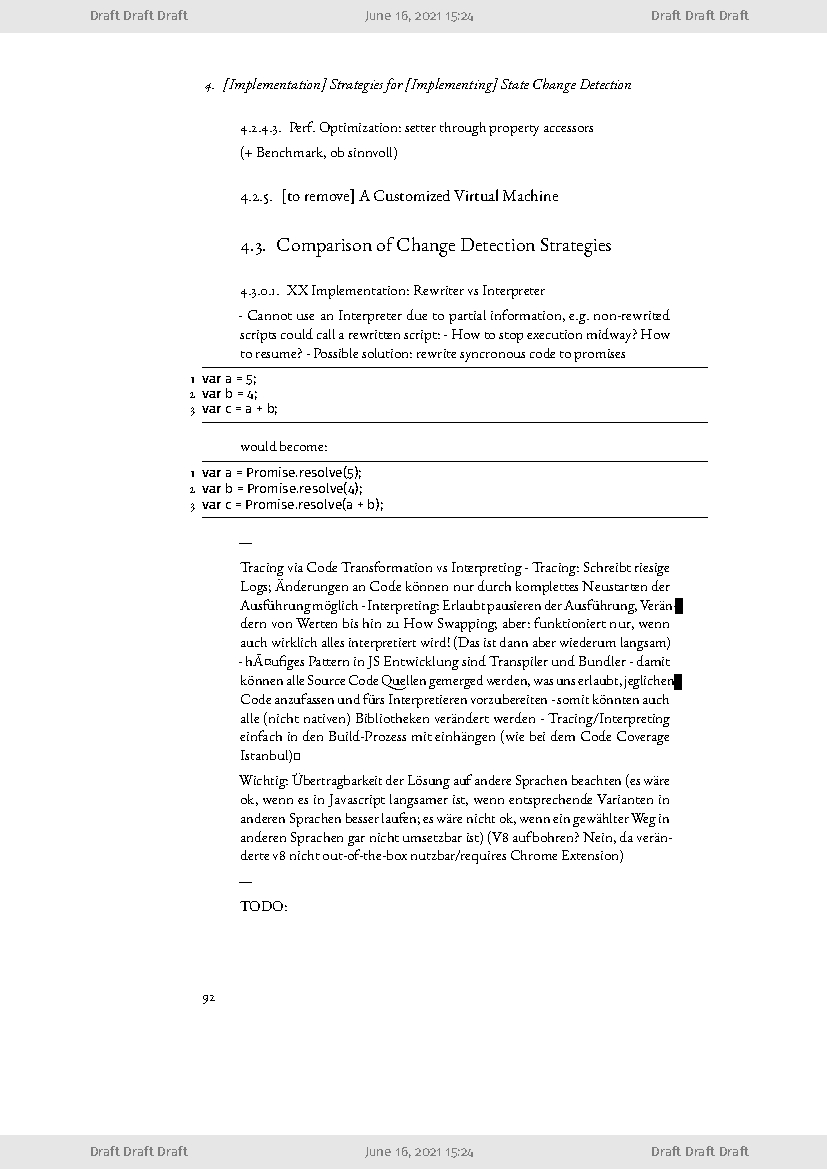 Draft Draft Draft June 16, 2021 15:24 Draft Draft Draft
4. [Implementation] Strategies for [Implementing] State Change Detection
4.2.4.3. Perf. Optimization: setter through property accessors
(+ Benchmark, ob sinnvoll)
4.2.5. [to remove] A Customized Virtual Machine
4.3. Comparison of Change Detection Strategies
4.3.0.1. XX Implementation: Rewriter vs Interpreter
- Cannot use an Interpreter due to partial information, e.g. non-rewrited
scripts could call a rewritten script: - How to stop execution midway? How
to resume? - Possible solution: rewrite syncronous code to promises
1 var a = 5;
2 var b = 4;
3 var c = a + b;
would become:
1 var a = Promise.resolve(5);
2 var b = Promise.resolve(4);
3 var c = Promise.resolve(a + b);
—
Tracing via Code Transformation vs Interpreting - Tracing: Schreibt riesige
Logs; Änderungen an Code können nur durch komplettes Neustarten der
Ausführung möglich - Interpreting: Erlaubt pausieren der Ausführung, Verän-
dern von Werten bis hin zu How Swapping; aber: funktioniert nur, wenn
auch wirklich alles interpretiert wird! (Das ist dann aber wiederum langsam)
- hÃ¤ufiges Pattern in JS Entwicklung sind Transpiler und Bundler - damit
können alle Source Code Quellen gemerged werden, was uns erlaubt, jeglichen
Code anzufassen und fürs Interpretieren vorzubereiten - somit könnten auch
alle (nicht nativen) Bibliotheken verändert werden - Tracing/Interpreting
einfach in den Build-Prozess mit einhängen (wie bei dem Code Coverage
Istanbul)□
Wichtig: Übertragbarkeit der Lösung auf andere Sprachen beachten (es wäre
ok, wenn es in Javascript langsamer ist, wenn entsprechende Varianten in
anderen Sprachen besser laufen; es wäre nicht ok, wenn ein gewählter Weg in
anderen Sprachen gar nicht umsetzbar ist) (V8 aufbohren? Nein, da verän-
derte v8 nicht out-of-the-box nutzbar/requires Chrome Extension)
—
TODO:
92
Draft Draft Draft June 16, 2021 15:24 Draft Draft Draft